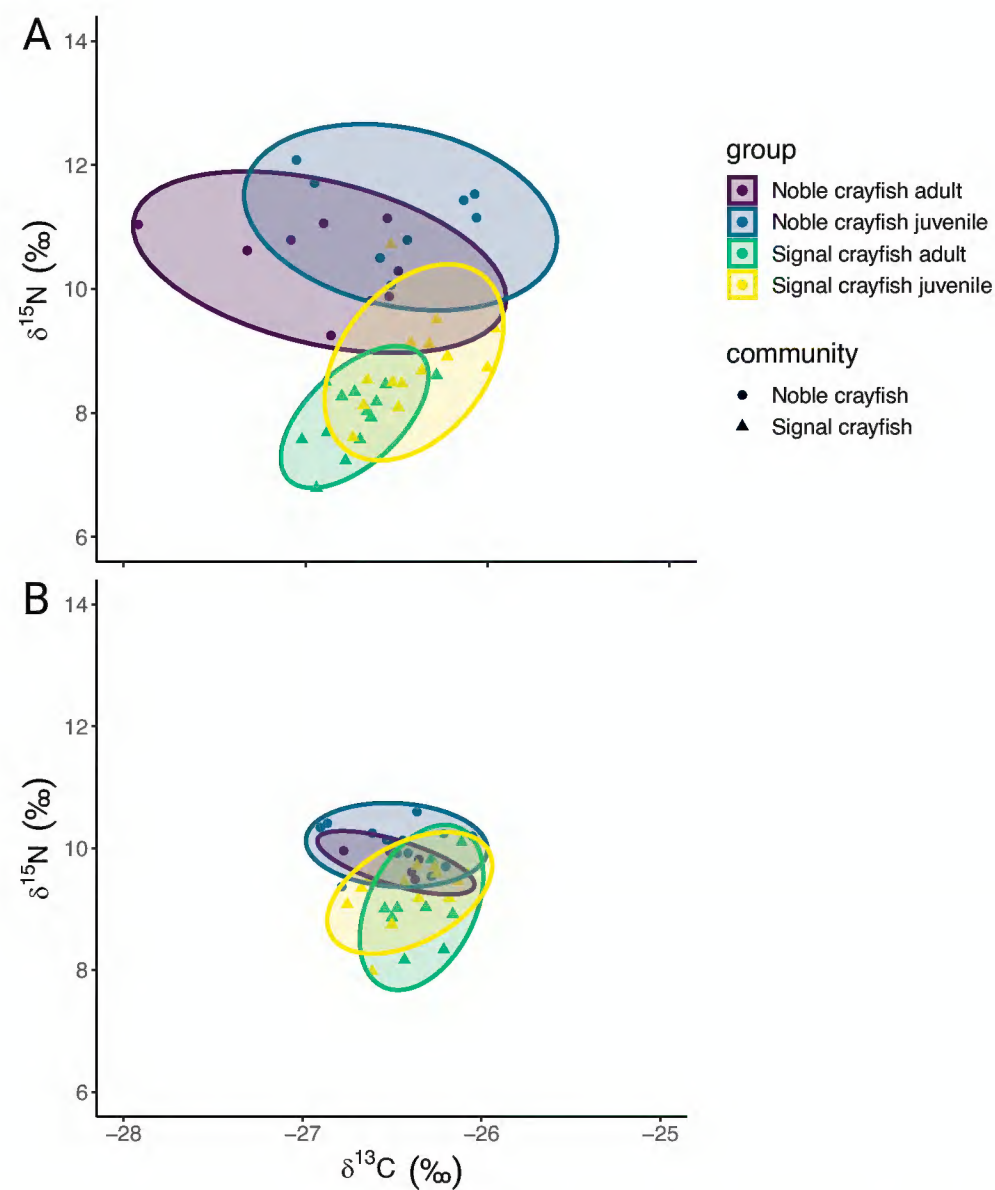 A
14
12
10
8
6
δ¹⁵N (‰)
group
Noble crayfish adult
Noble crayfish juvenile
Signal crayfish adult
Signal crayfish juvenile
community
Noble crayfish
Signal crayfish
B
14
12
10
8
6
δ¹⁵N (‰)
−28
−27
−26
−25
δ¹³C (‰)